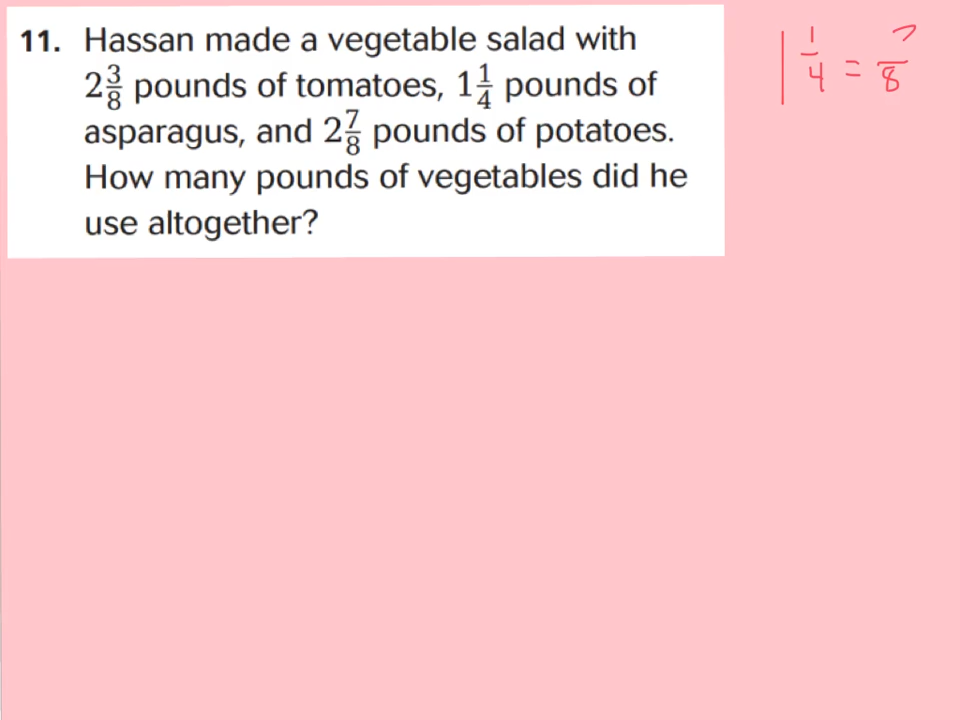 11. Hassan made a vegetable salad with
2 3/8 pounds of tomatoes, 1 1/4 pounds of
asparagus, and 2 7/8 pounds of potatoes.
How many pounds of vegetables did he
use altogether?
1 1/4 = /8